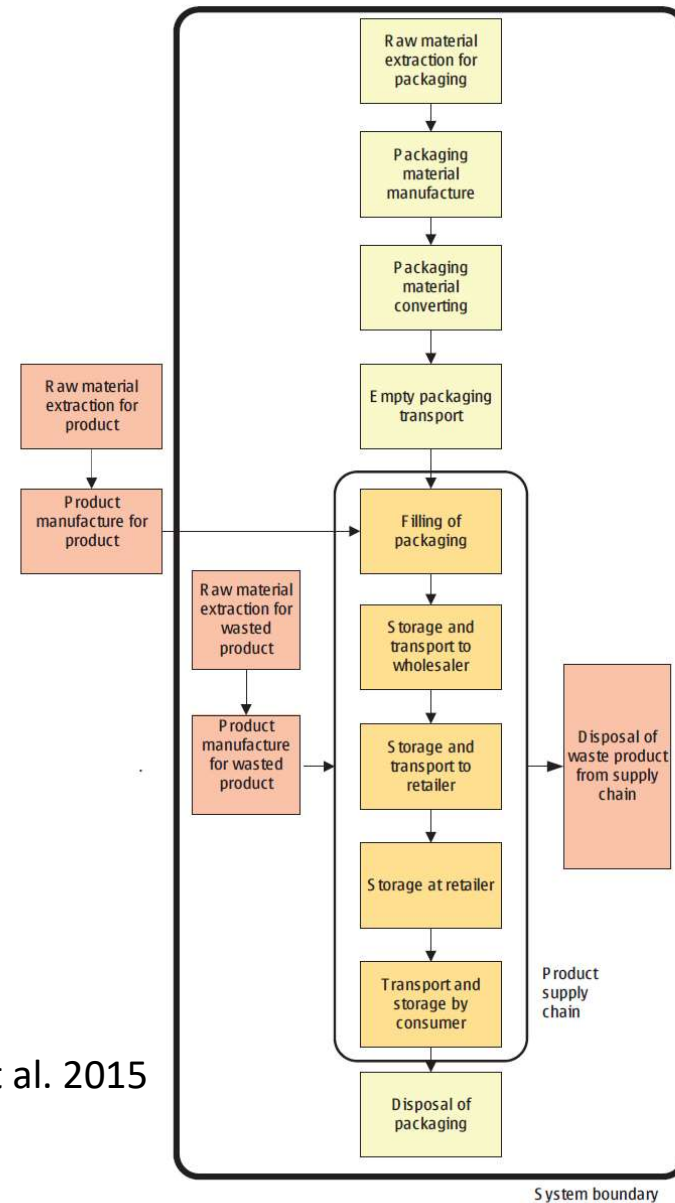 Raw material
extraction for
packaging
Packaging
material
manufacture
Packaging
material
converting
Empty packaging
transport
Raw material
extraction for
product
Product
manufacture for
product
Filling of
packaging
Raw material
extraction for
wasted
product
Product
manufacture
for wasted
product
Storage and
transport to
wholesaler
Storage and
transport to
retailer
Disposal of
waste product
from supply
chain
Storage at retailer
Transport and
storage by
consumer
Product
supply
chain
Disposal of
packaging
t al. 2015
System boundary